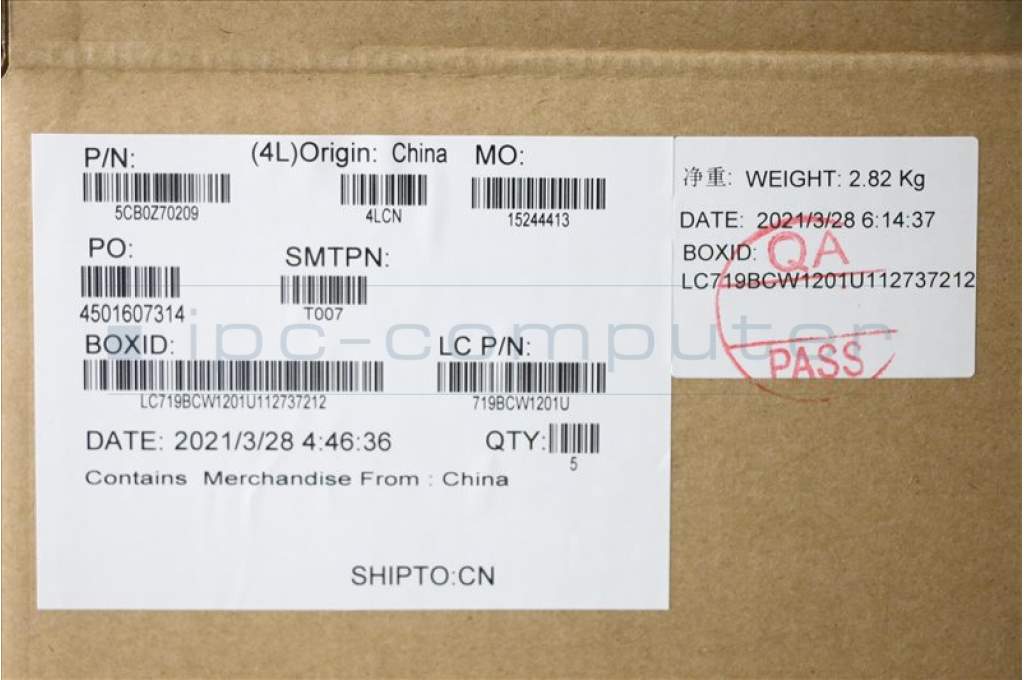 P/N: (4L)Origin: China MO:
5CB0Z70209 4LCN 15244413
PO: SMTPN:
4501607314 T007
BOXID: LC P/N:
LC719BCW1201U112737212 719BCW1201U
DATE: 2021/3/28 4:46:36 QTY:
5
Contains Merchandise From : China
SHIPTO:CN
净重: WEIGHT: 2.82 Kg
DATE: 2021/3/28 6:14:37
BOXID:
LC719BCW1201U112737212
QA
PASS
ipc-computer